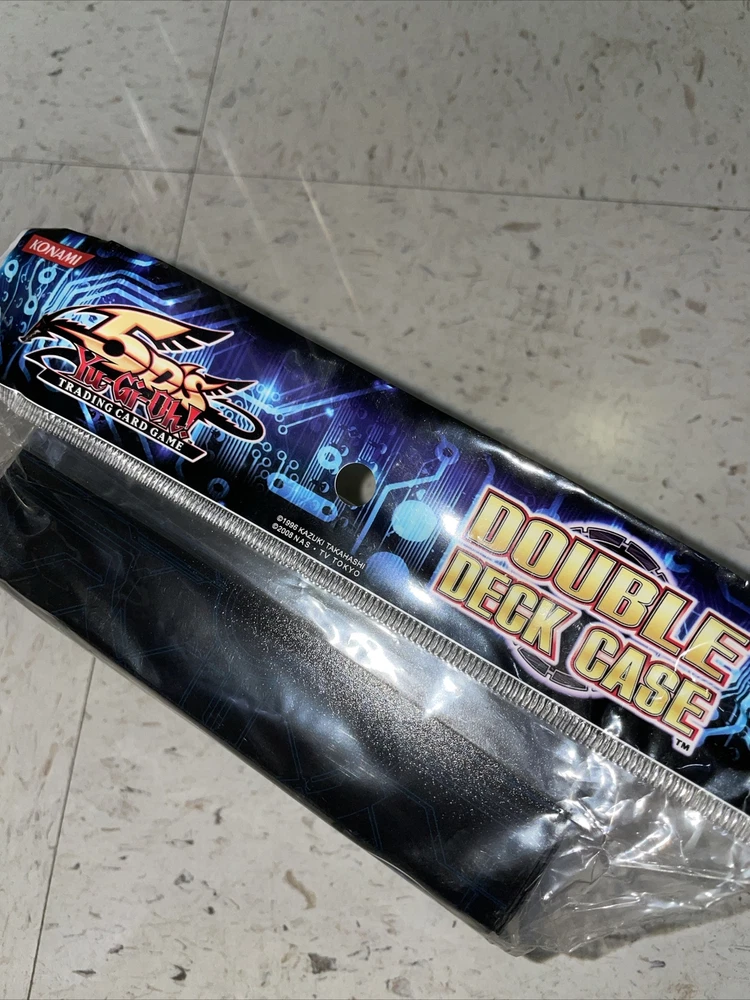 KONAMI
5D's
Yu-Gi-Oh!
TRADING CARD GAME
©1996 KAZUKI TAKAHASHI
©2008 NAS • TV TOKYO
DOUBLE
DECK CASE
TM